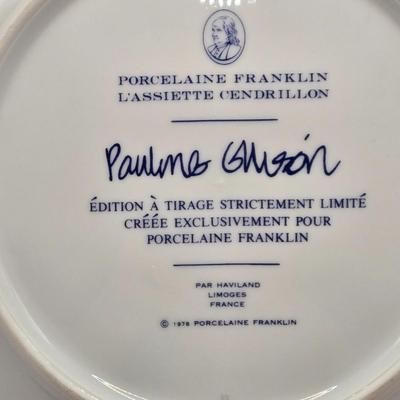 PORCELAINE FRANKLIN
L'ASSIETTE CENDRILLON
Pauline Ellison
ÉDITION À TIRAGE STRICTEMENT LIMITÉ
CRÉÉE EXCLUSIVEMENT POUR
PORCELAINE FRANKLIN
PAR HAVILAND
LIMOGES
FRANCE
© 1978 PORCELAINE FRANKLIN